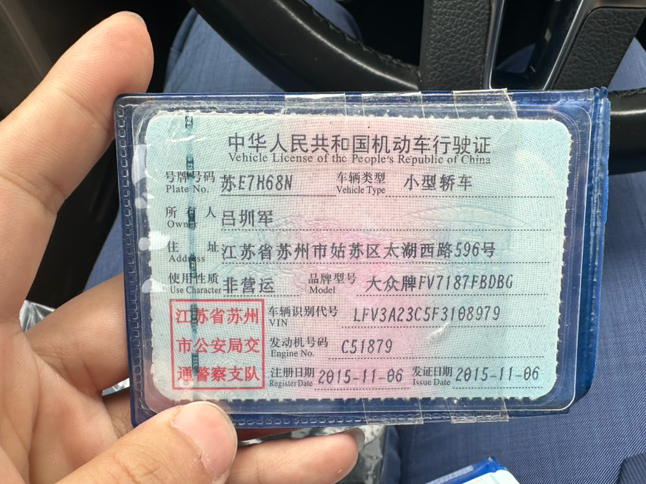 中华人民共和国机动车行驶证
Vehicle License of the People's Republic of China
号牌号码 苏E7H68N 车辆类型 小型轿车
Plate No. Vehicle Type
所有人 吕圳军
Owner
住址 江苏省苏州市姑苏区太湖西路596号
Address
使用性质 非营运 品牌型号 大众牌FV7187FBDBG
Use Character Model
江苏省苏州 车辆识别代号 LFV3A23C5F3108979
VIN
市公安局交 发动机号码 C51879
Engine No.
通警察支队 注册日期 2015-11-06 发证日期 2015-11-06
Register Date Issue Date